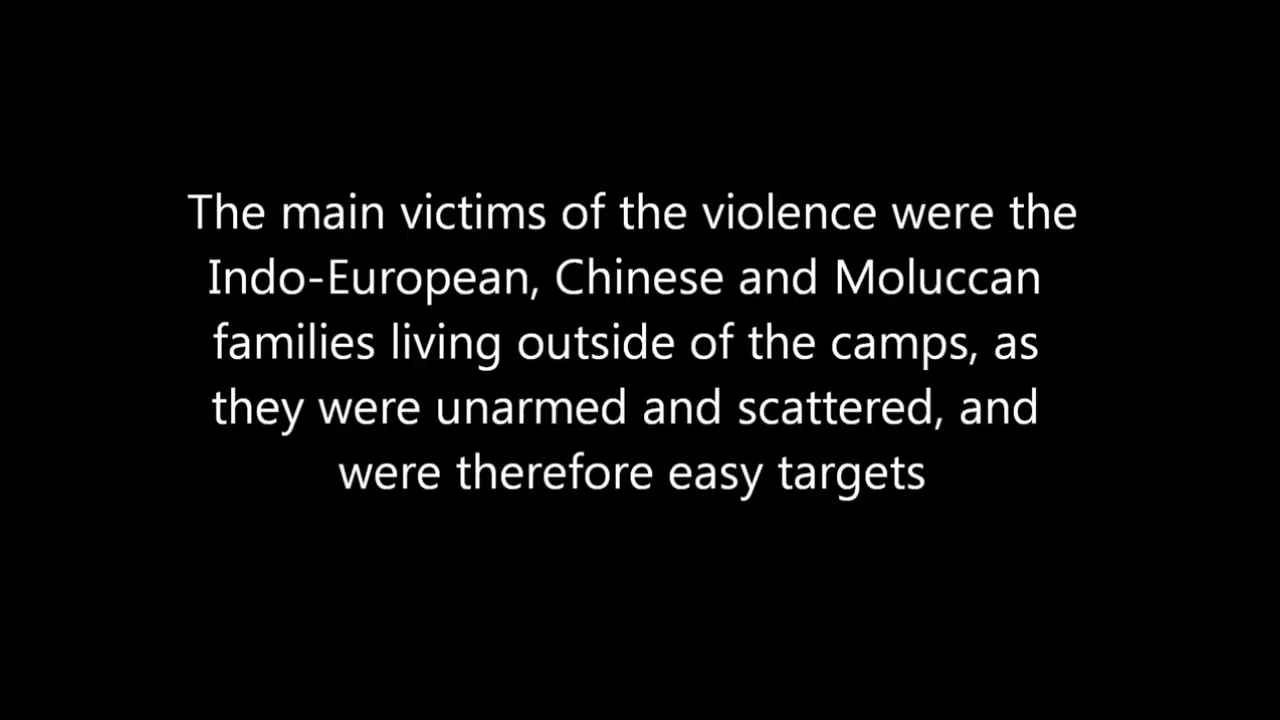 The main victims of the violence were the
Indo-European, Chinese and Moluccan
families living outside of the camps, as
they were unarmed and scattered, and
were therefore easy targets